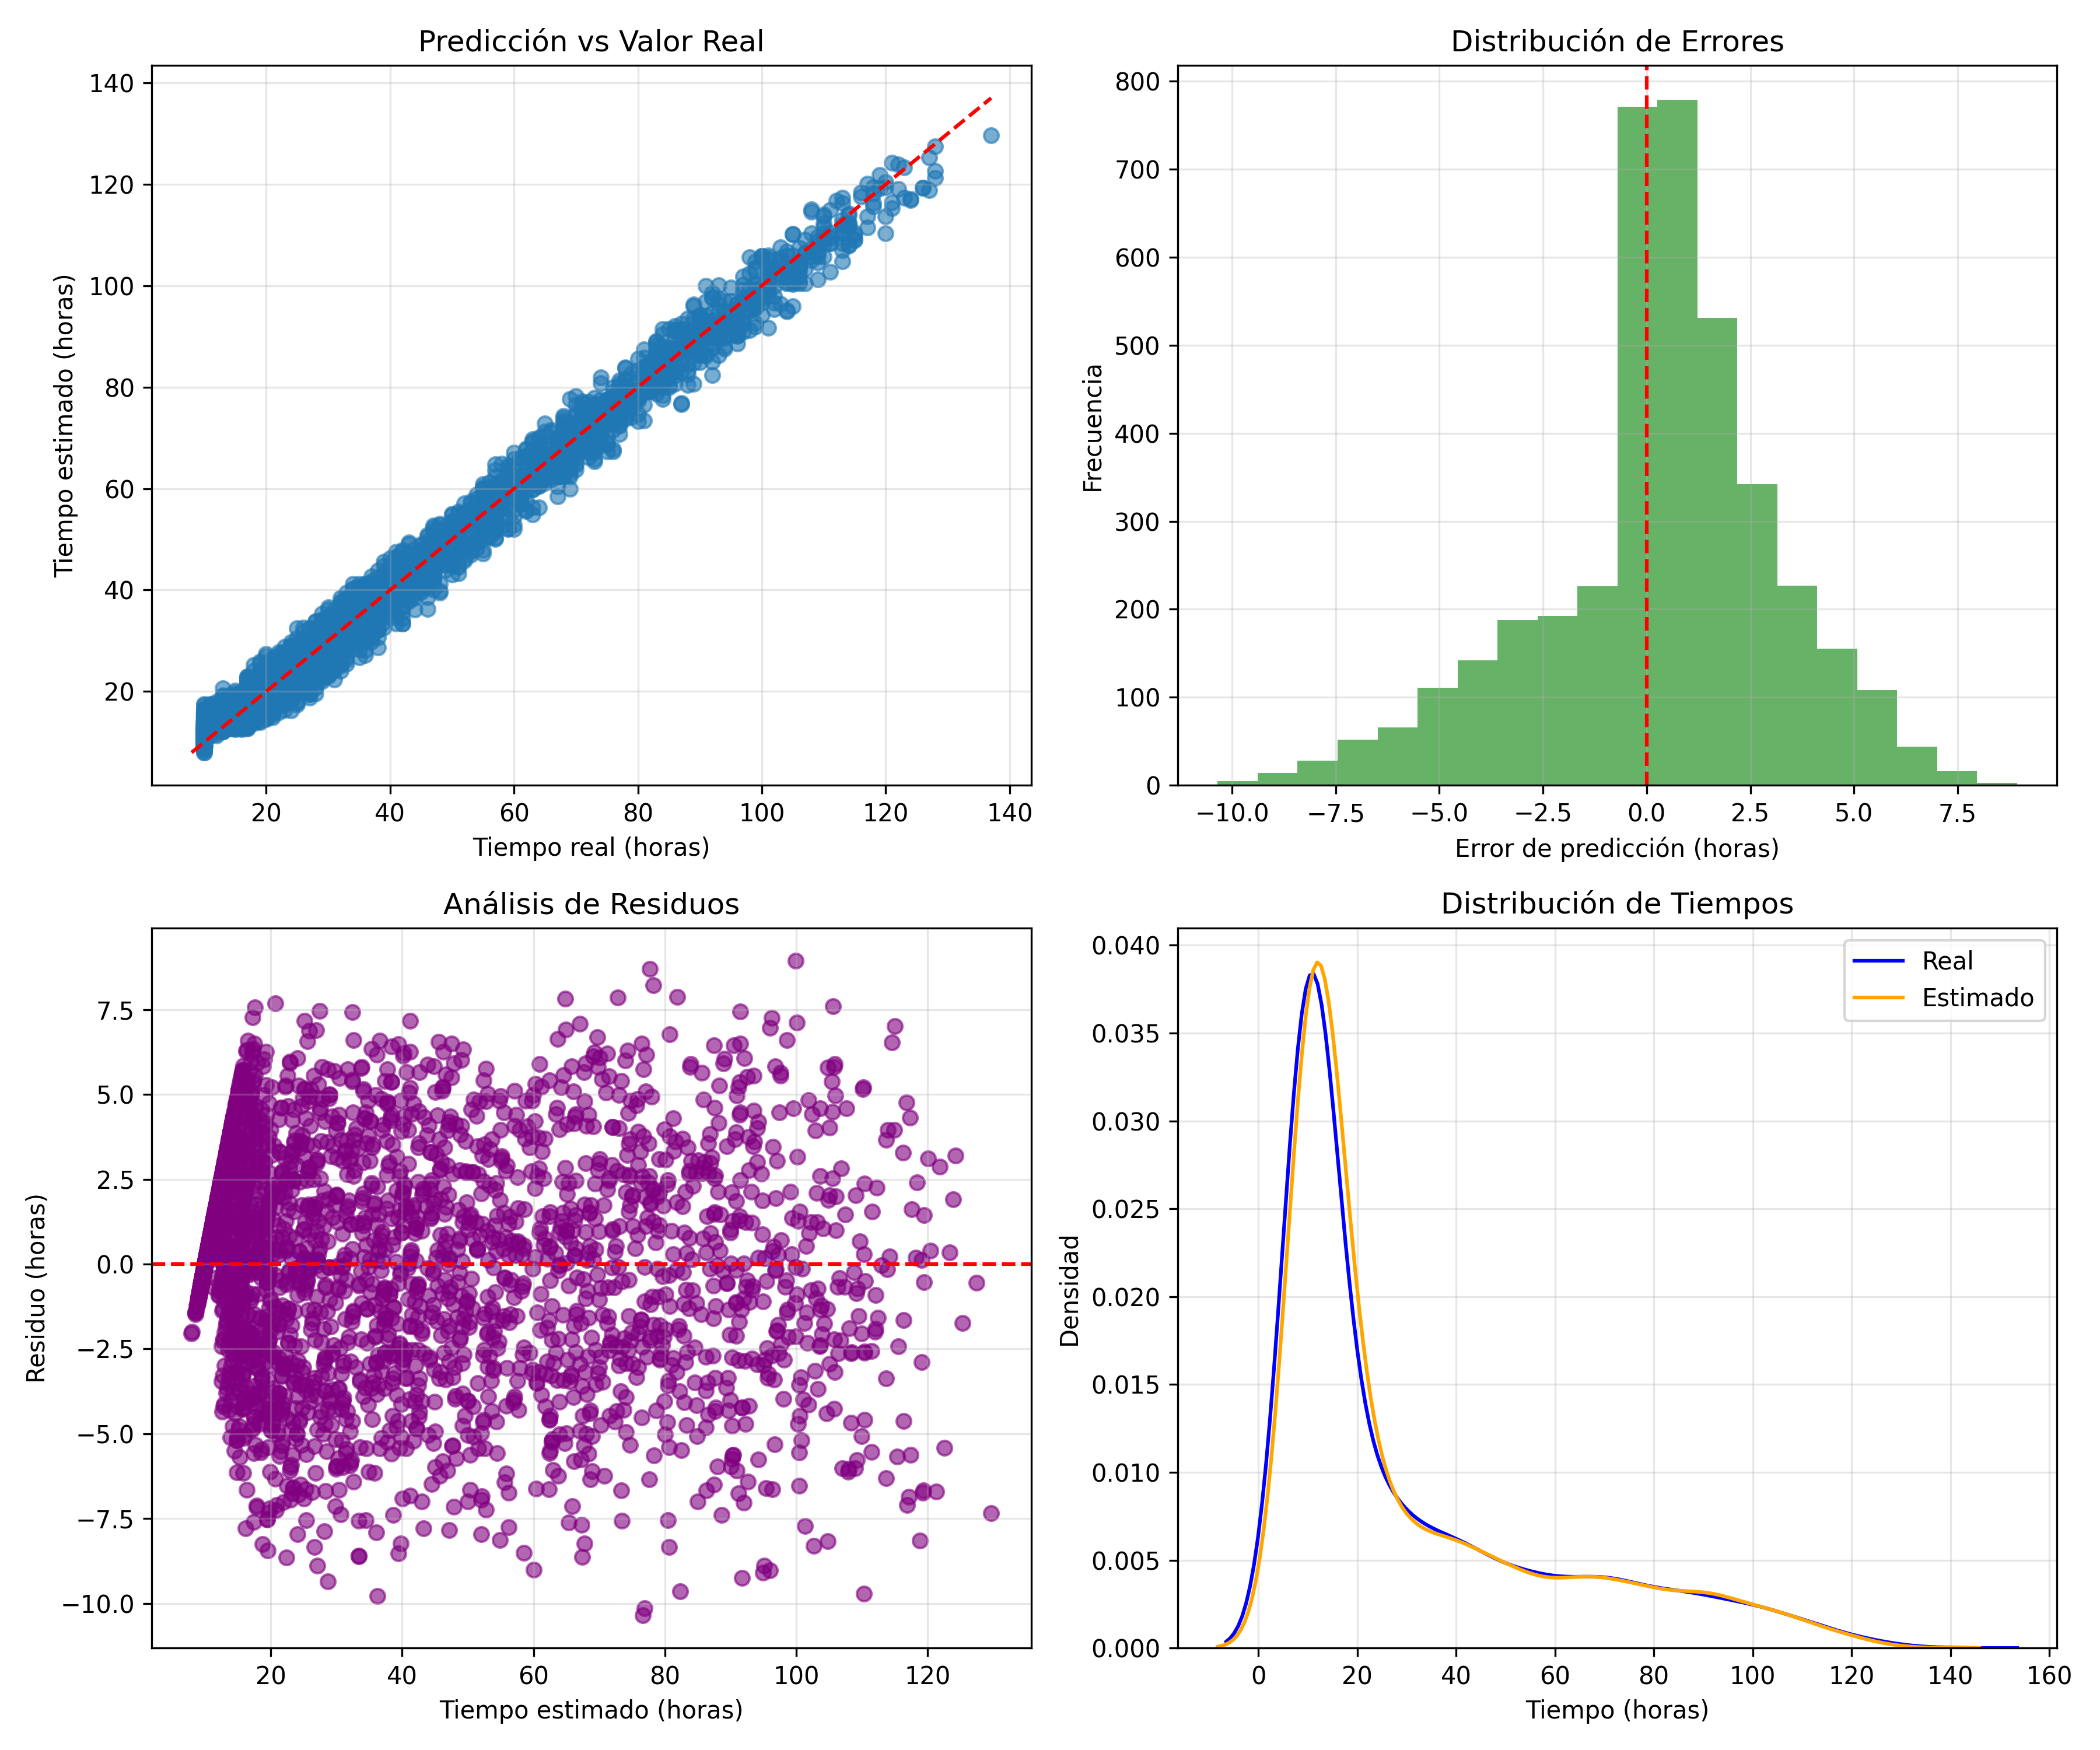 Predicción vs Valor Real
140
120
100
80
60
40
20
Tiempo estimado (horas)
20 40 60 80 100 120 140
Tiempo real (horas)
Distribución de Errores
800
700
600
500
400
300
200
100
0
Frecuencia
−10.0 −7.5 −5.0 −2.5 0.0 2.5 5.0 7.5
Error de predicción (horas)
Análisis de Residuos
7.5
5.0
2.5
0.0
−2.5
−5.0
−7.5
−10.0
Residuo (horas)
20 40 60 80 100 120
Tiempo estimado (horas)
Distribución de Tiempos
0.040
0.035
0.030
0.025
0.020
0.015
0.010
0.005
0.000
Densidad
Real
Estimado
0 20 40 60 80 100 120 140 160
Tiempo (horas)